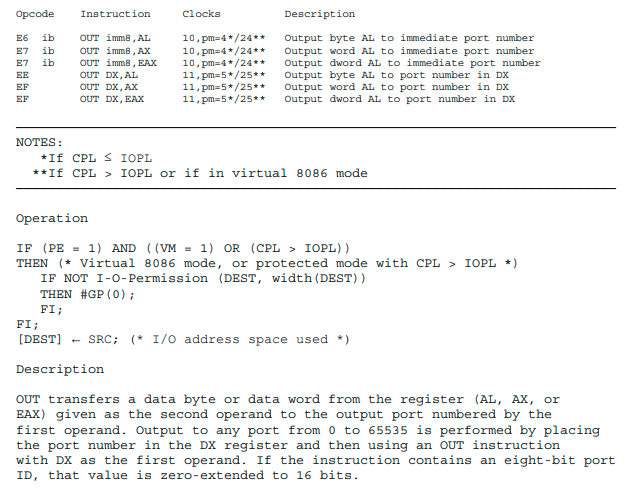 Opcode Instruction Clocks Description
E6 ib OUT imm8,AL 10,pm=4*/24** Output byte AL to immediate port number
E7 ib OUT imm8,AX 10,pm=4*/24** Output word AL to immediate port number
E7 ib OUT imm8,EAX 10,pm=4*/24** Output dword AL to immediate port number
EE OUT DX,AL 11,pm=5*/25** Output byte AL to port number in DX
EF OUT DX,AX 11,pm=5*/25** Output word AL to port number in DX
EF OUT DX,EAX 11,pm=5*/25** Output dword AL to port number in DX
NOTES:
*If CPL ≤ IOPL
**If CPL > IOPL or if in virtual 8086 mode
Operation
IF (PE = 1) AND ((VM = 1) OR (CPL > IOPL))
THEN (* Virtual 8086 mode, or protected mode with CPL > IOPL *)
IF NOT I-O-Permission (DEST, width(DEST))
THEN #GP(0);
FI;
FI;
[DEST] ← SRC; (* I/O address space used *)
Description
OUT transfers a data byte or data word from the register (AL, AX, or
EAX) given as the second operand to the output port numbered by the
first operand. Output to any port from 0 to 65535 is performed by placing
the port number in the DX register and then using an OUT instruction
with DX as the first operand. If the instruction contains an eight-bit port
ID, that value is zero-extended to 16 bits.